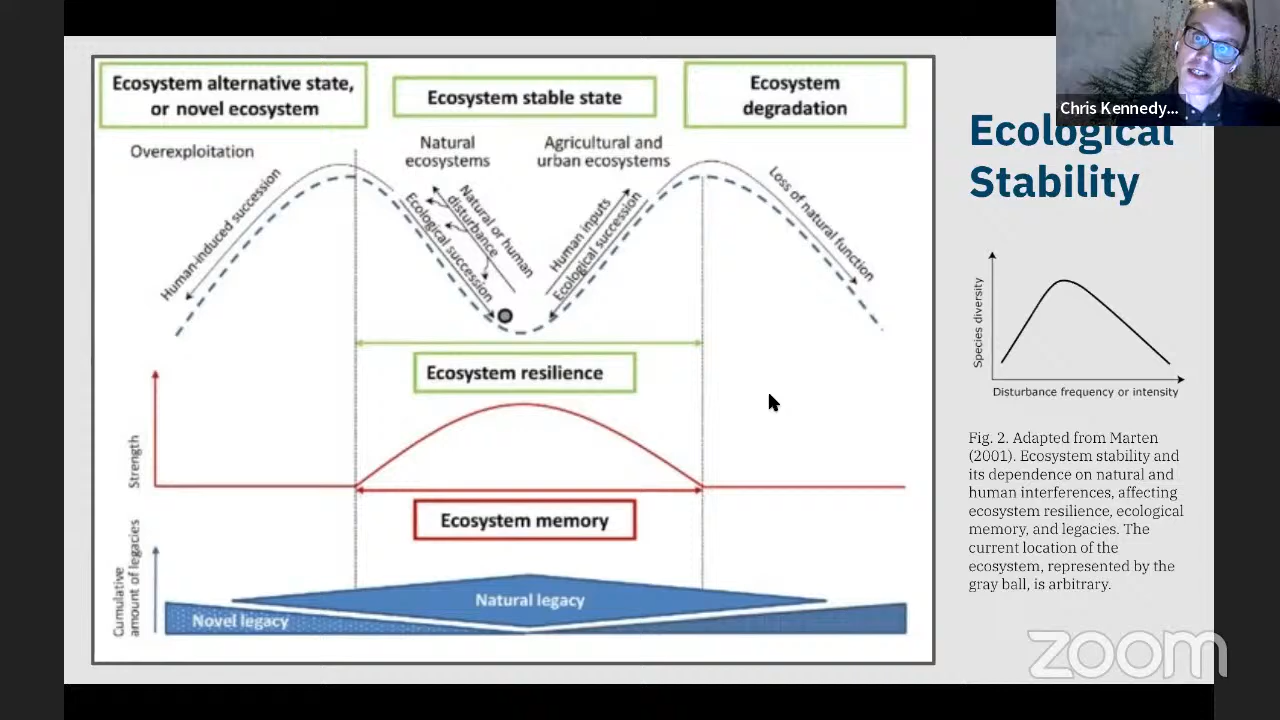 Ecosystem alternative state,
or novel ecosystem
Ecosystem stable state
Ecosystem
degradation
Overexploitation
Natural
ecosystems
Agricultural and
urban ecosystems
Human-induced succession
Ecological succession
Natural or human
disturbance
Human inputs
Ecological succession
Loss of natural function
Ecosystem resilience
Strength
Ecosystem memory
Cumulative
amount of legacies
Natural legacy
Novel legacy
Chris Kennedy...
Ecological
Stability
Species diversity
Disturbance frequency or intensity
Fig. 2. Adapted from Marten
(2001). Ecosystem stability and
its dependence on natural and
human interferences, affecting
ecosystem resilience, ecological
memory, and legacies. The
current location of the
ecosystem, represented by the
gray ball, is arbitrary.
zoom